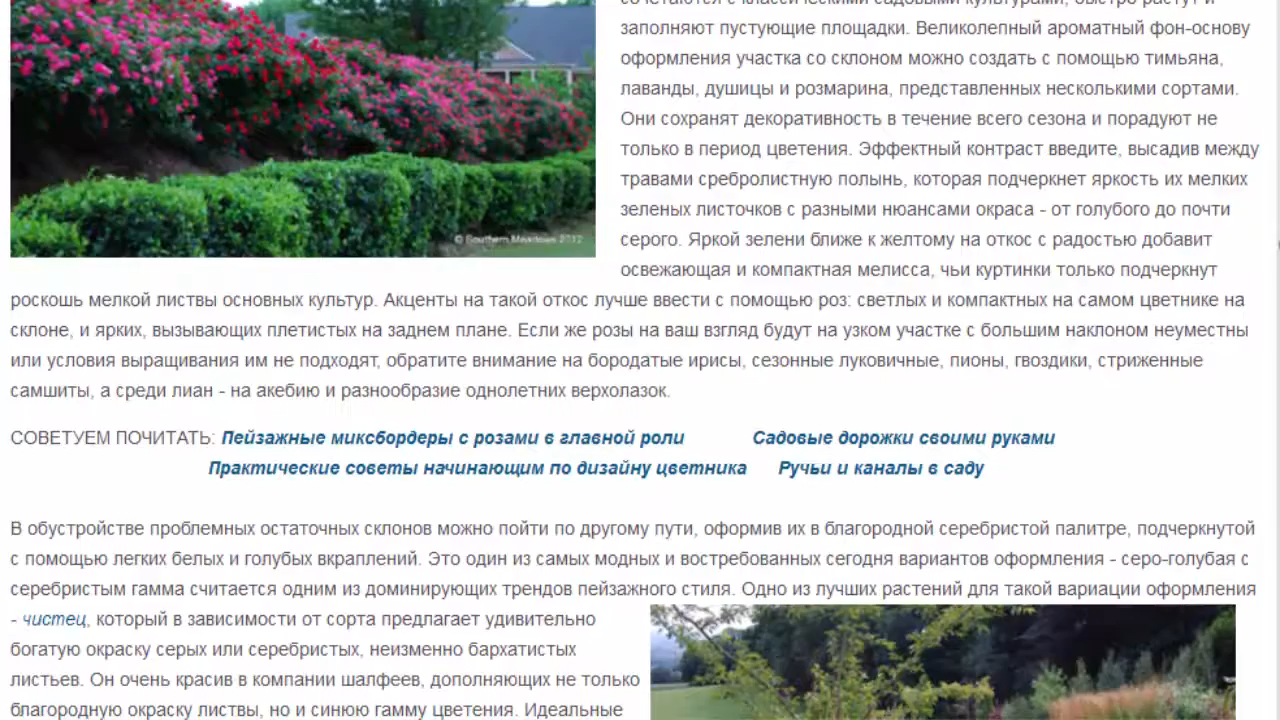 сочетаются с классическими садовыми культурами, быстро растут и
заполняют пустующие площадки. Великолепный ароматный фон-основу
оформления участка со склоном можно создать с помощью тимьяна,
лаванды, душицы и розмарина, представленных несколькими сортами.
Они сохранят декоративность в течение всего сезона и порадуют не
только в период цветения. Эффектный контраст введите, высадив между
травами сребролистную полынь, которая подчеркнет яркость их мелких
зеленых листочков с разными нюансами окраса - от голубого до почти
серого. Яркой зелени ближе к желтому на откос с радостью добавит
© Southern Meadows 2012
освежающая и компактная мелисса, чьи куртинки только подчеркнут
роскошь мелкой листвы основных культур. Акценты на такой откос лучше ввести с помощью роз: светлых и компактных на самом цветнике на
склоне, и ярких, вызывающих плетистых на заднем плане. Если же розы на ваш взгляд будут на узком участке с большим наклоном неуместны
или условия выращивания им не подходят, обратите внимание на бородатые ирисы, сезонные луковичные, пионы, гвоздики, стриженные
самшиты, а среди лиан - на акебию и разнообразие однолетних верхолазок.
СОВЕТУЕМ ПОЧИТАТЬ: Пейзажные миксбордеры с розами в главной роли Садовые дорожки своими руками
Практические советы начинающим по дизайну цветника Ручьи и каналы в саду
В обустройстве проблемных остаточных склонов можно пойти по другому пути, оформив их в благородной серебристой палитре, подчеркнутой
с помощью легких белых и голубых вкраплений. Это один из самых модных и востребованных сегодня вариантов оформления - серо-голубая с
серебристым гамма считается одним из доминирующих трендов пейзажного стиля. Одно из лучших растений для такой вариации оформления
- чистец, который в зависимости от сорта предлагает удивительно
богатую окраску серых или серебристых, неизменно бархатистых
листьев. Он очень красив в компании шалфеев, дополняющих не только
благородную окраску листвы, но и синюю гамму цветения. Идеальные